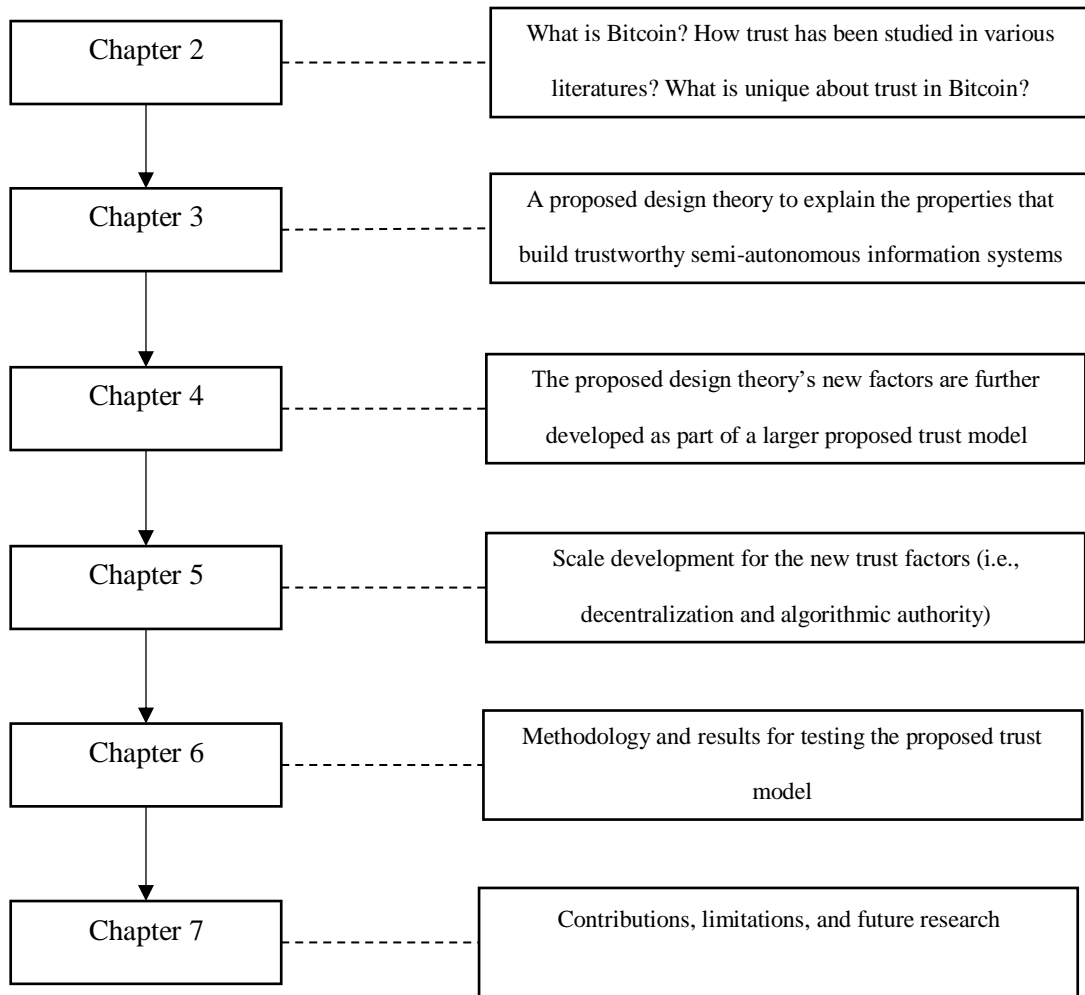 Chapter 2
What is Bitcoin? How trust has been studied in various
literatures? What is unique about trust in Bitcoin?
Chapter 3
A proposed design theory to explain the properties that
build trustworthy semi-autonomous information systems
Chapter 4
The proposed design theory’s new factors are further
developed as part of a larger proposed trust model
Chapter 5
Scale development for the new trust factors (i.e.,
decentralization and algorithmic authority)
Chapter 6
Methodology and results for testing the proposed trust
model
Chapter 7
Contributions, limitations, and future research